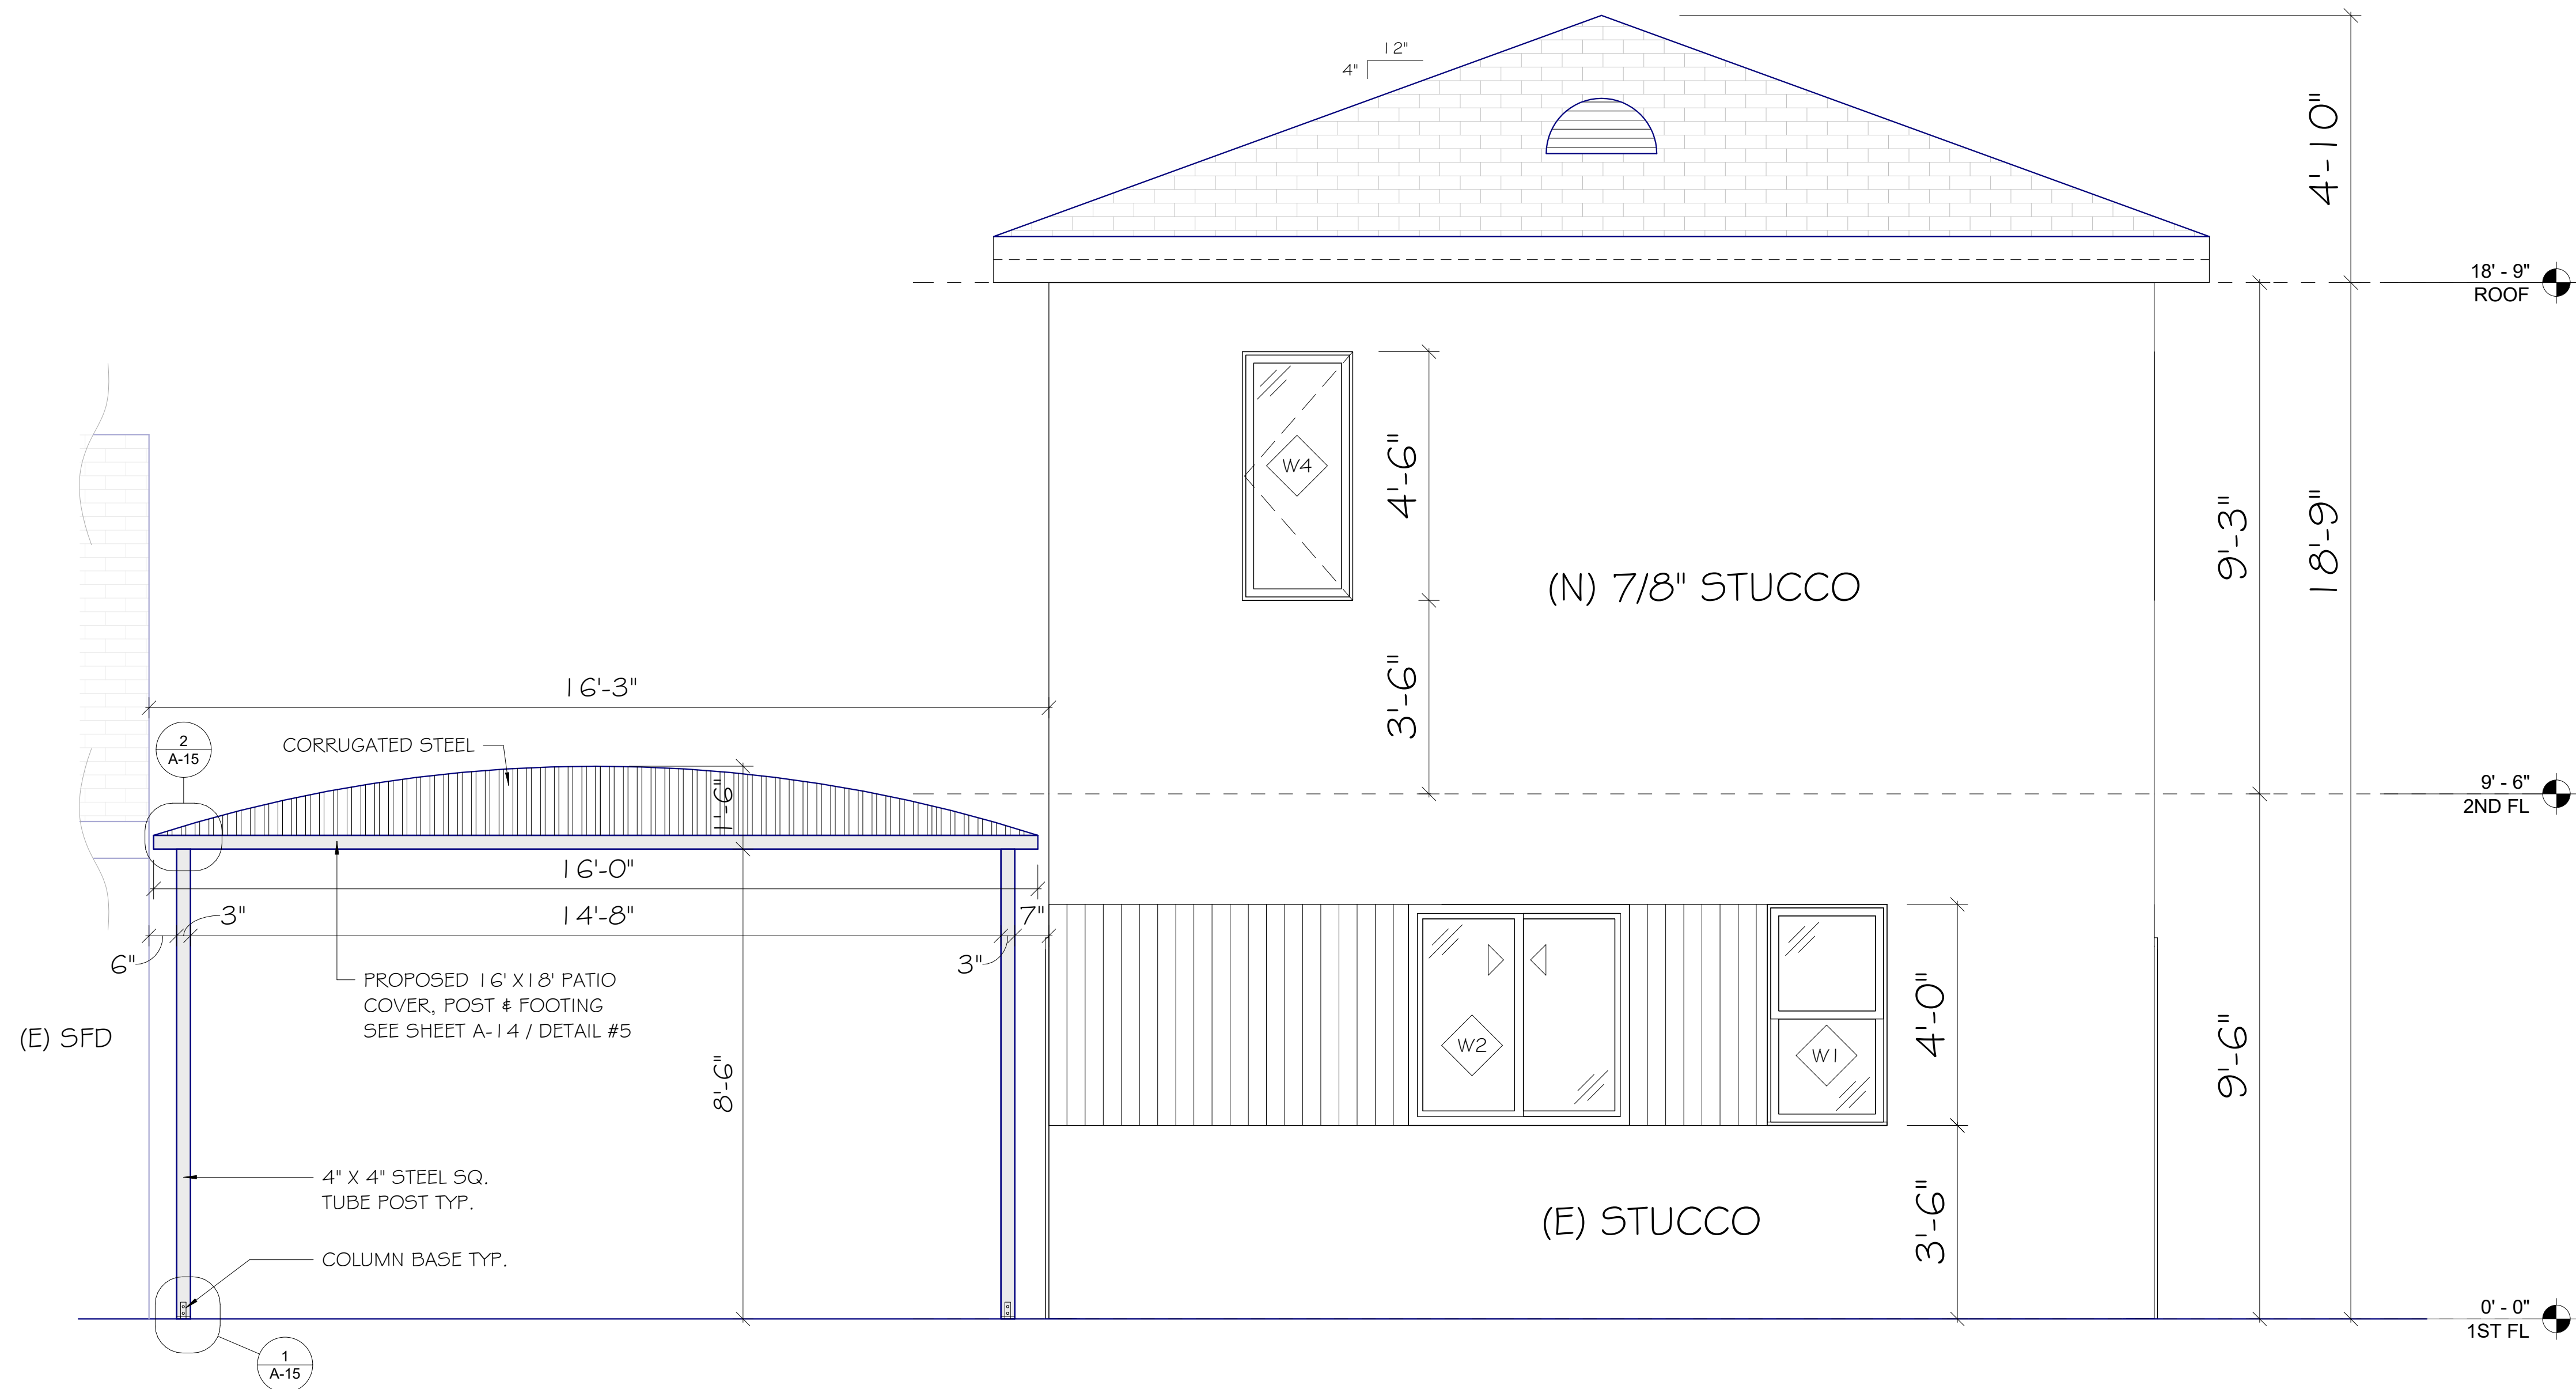 12"
4"
4'-10"
18' - 9"
ROOF
W4
4'-6"
(N) 7/8" STUCCO
9'-3"
18'-9"
3'-6"
16'-3"
2
A-15
CORRUGATED STEEL
1'-6"
9' - 6"
2ND FL
16'-0"
3"
14'-8"
7"
6"
3"
PROPOSED 16' X18' PATIO
COVER, POST & FOOTING
SEE SHEET A-14 / DETAIL #5
(E) SFD
8'-6"
W2
W1
4'-0"
9'-6"
4" X 4" STEEL SQ.
TUBE POST TYP.
(E) STUCCO
3'-6"
COLUMN BASE TYP.
0' - 0"
1ST FL
1
A-15